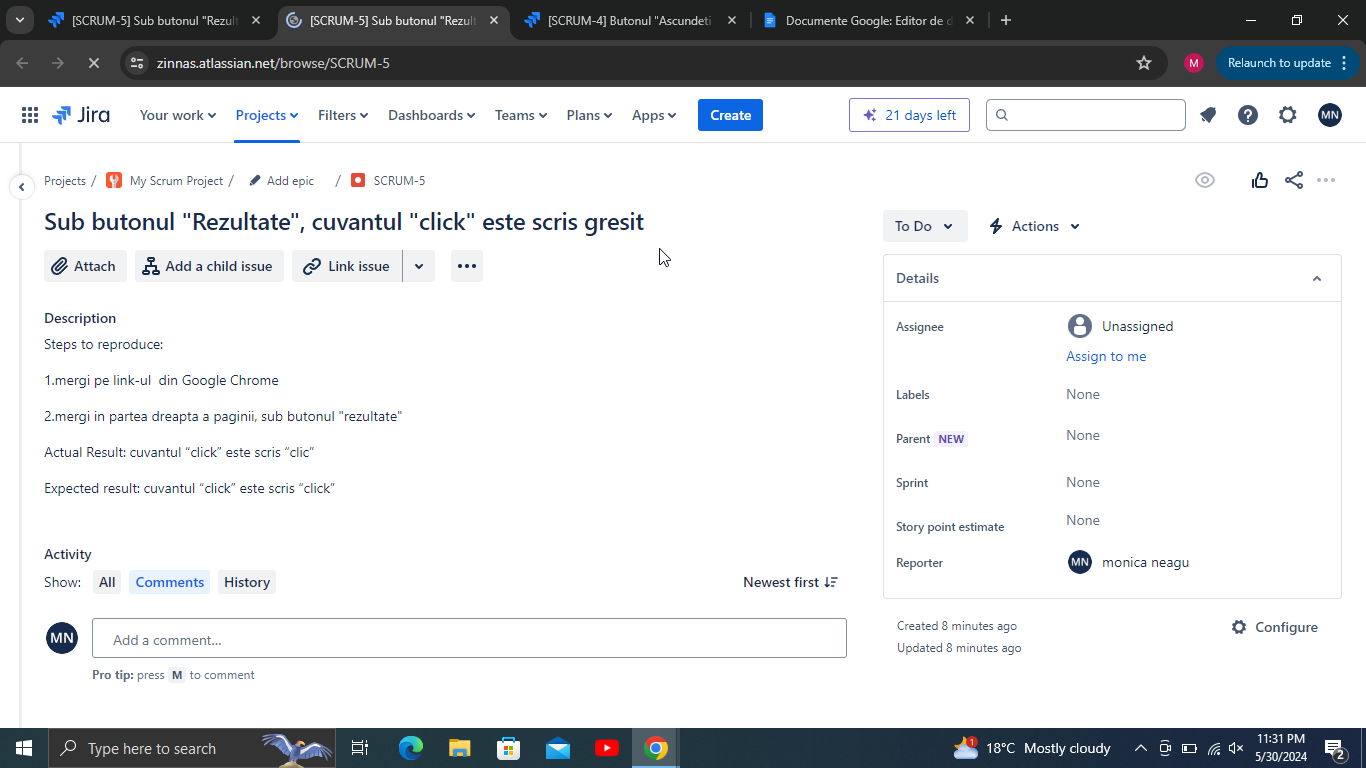 [SCRUM-5] Sub butonul "Rezult
[SCRUM-5] Sub butonul "Rezult
[SCRUM-4] Butonul "Ascundeti
Documente Google: Editor de d
zinnas.atlassian.net/browse/SCRUM-5
M
Relaunch to update
Jira
Your work
Projects
Filters
Dashboards
Teams
Plans
Apps
Create
21 days left
MN
Projects / My Scrum Project / Add epic / SCRUM-5
Sub butonul "Rezultate", cuvantul "click" este scris gresit
To Do
Actions
Attach
Add a child issue
Link issue
Details
Description
Steps to reproduce:
1.mergi pe link-ul din Google Chrome
2.mergi in partea dreapta a paginii, sub butonul "rezultate"
Actual Result: cuvantul “click” este scris “clic”
Expected result: cuvantul “click” este scris “click”
Assignee
Unassigned
Assign to me
Labels
None
Parent NEW
None
Sprint
None
Story point estimate
None
Reporter
MN monica neagu
Activity
Show: All Comments History
Newest first
MN
Add a comment...
Pro tip: press M to comment
Created 8 minutes ago
Updated 8 minutes ago
Configure
Type here to search
1
18°C Mostly cloudy
11:31 PM
5/30/2024
2